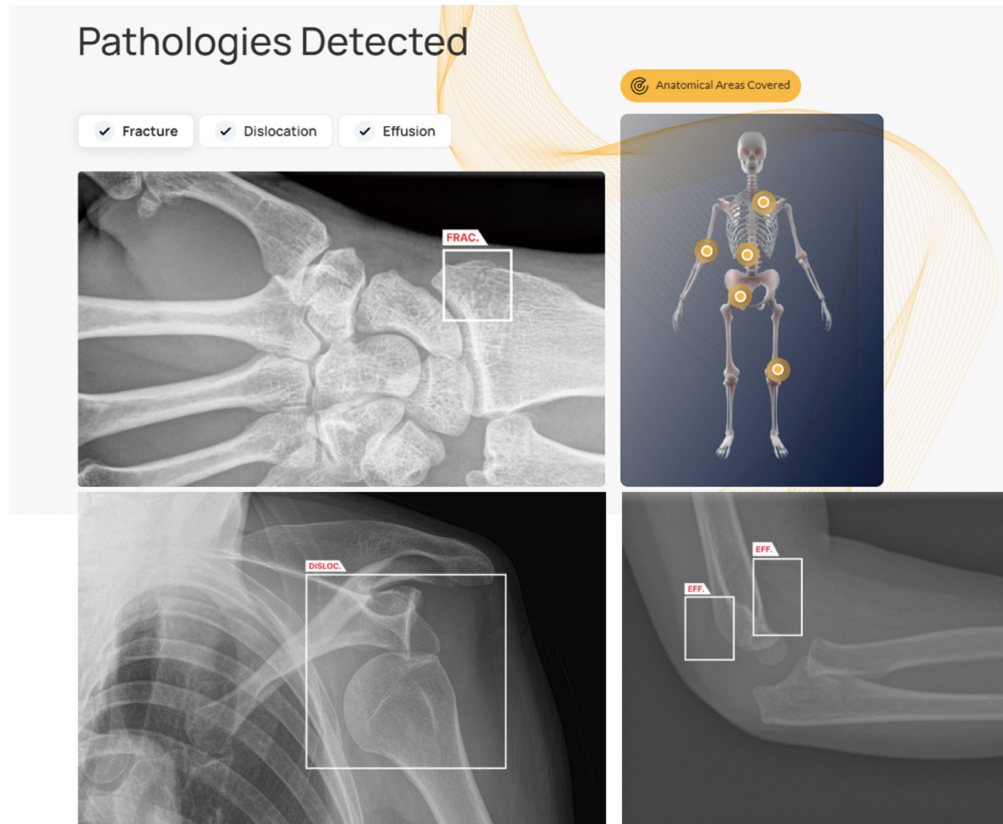 Pathologies Detected
Anatomical Areas Covered
Fracture
Dislocation
Effusion
FRAC.
DISLOC.
EFF.
EFF.